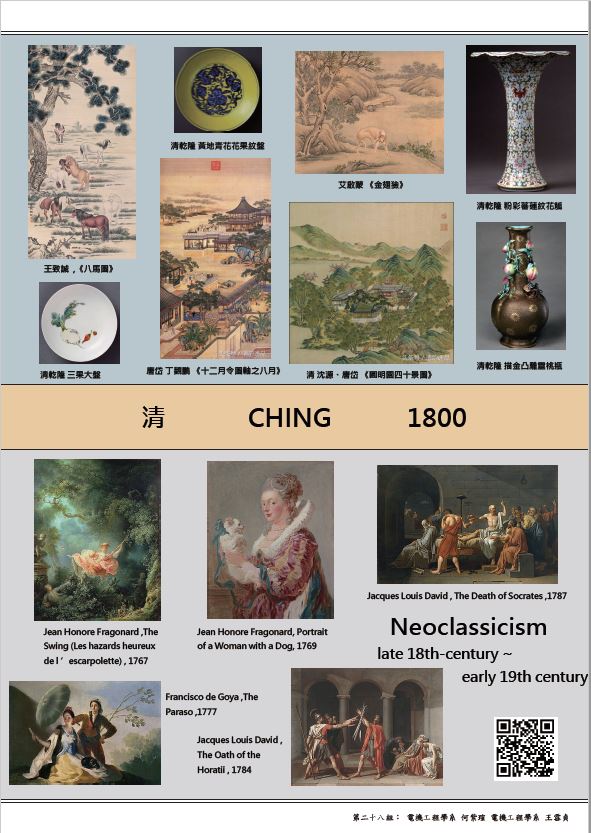 清乾隆 黃地青花花果紋盤
艾啟蒙 《金翅獫》
清乾隆 粉彩蕃蓮紋花觚
王致誠 ,《八馬圖》
清乾隆 三果大盤
唐岱 丁觀鵬 《十二月令圖軸之八月》
清 沈源、唐岱 《圓明園四十景圖》
清乾隆 描金凸雕靈桃瓶
清 CHING 1800
Jean Honore Fragonard ,The
Swing (Les hazards heureux
de l ’ escarpolette) , 1767
Jean Honore Fragonard, Portrait
of a Woman with a Dog, 1769
Jacques Louis David , The Death of Socrates ,1787
Neoclassicism
late 18th-century ~
early 19th century
Francisco de Goya ,The
Paraso ,1777
Jacques Louis David ,
The Oath of the
Horatii , 1784
第二十八組： 電機工程學系 何紫瑄 電機工程學系 王霏貞